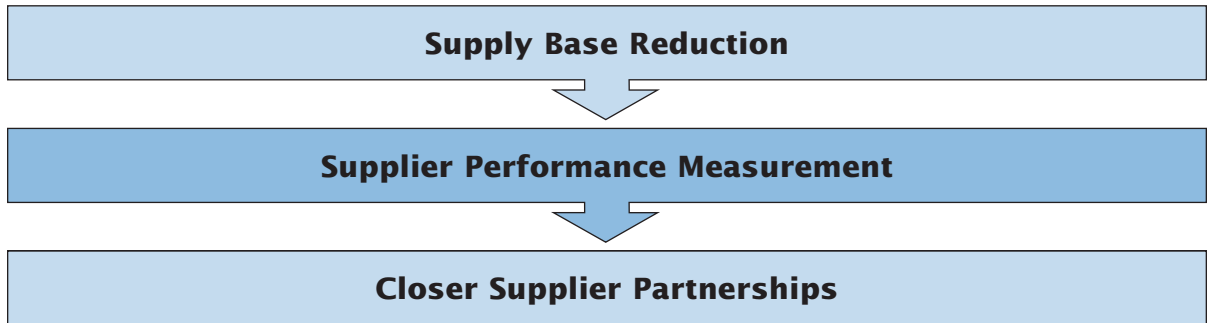 Supply Base Reduction
Supplier Performance Measurement
Closer Supplier Partnerships